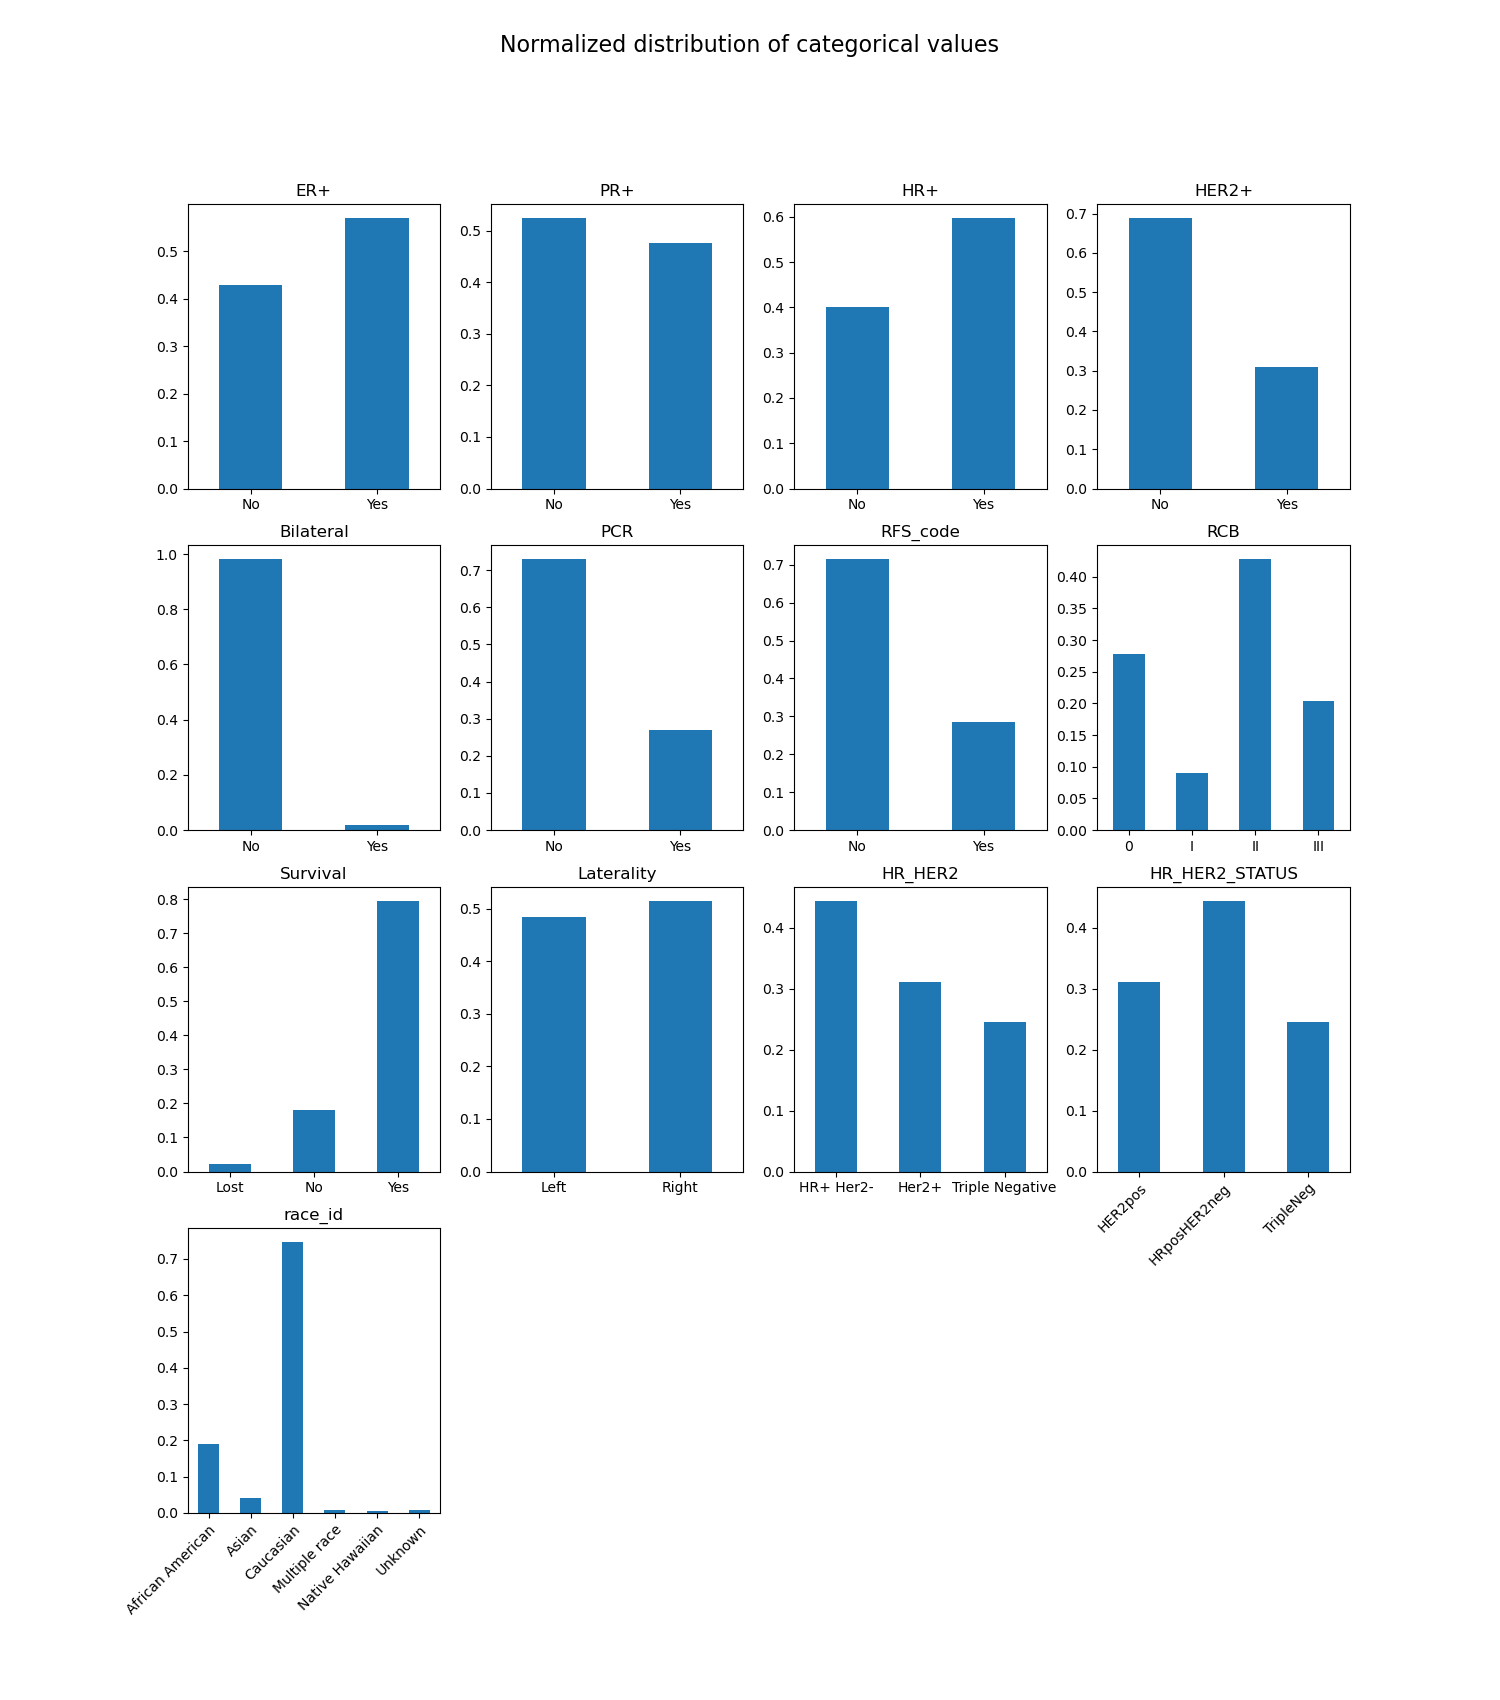 Normalized distribution of categorical values
ER+
PR+
HR+
HER2+
0.5
0.4
0.3
0.2
0.1
0.0
No
Yes
0.5
0.4
0.3
0.2
0.1
0.0
No
Yes
0.6
0.5
0.4
0.3
0.2
0.1
0.0
No
Yes
0.7
0.6
0.5
0.4
0.3
0.2
0.1
0.0
No
Yes
Bilateral
PCR
RFS_code
RCB
1.0
0.8
0.6
0.4
0.2
0.0
No
Yes
0.7
0.6
0.5
0.4
0.3
0.2
0.1
0.0
No
Yes
0.7
0.6
0.5
0.4
0.3
0.2
0.1
0.0
No
Yes
0.40
0.35
0.30
0.25
0.20
0.15
0.10
0.05
0.00
0
I
II
III
Survival
Laterality
HR_HER2
HR_HER2_STATUS
0.8
0.7
0.6
0.5
0.4
0.3
0.2
0.1
0.0
Lost
No
Yes
0.5
0.4
0.3
0.2
0.1
0.0
Left
Right
0.4
0.3
0.2
0.1
0.0
HR+ Her2-
Her2+
Triple Negative
0.4
0.3
0.2
0.1
0.0
HER2pos
HRposHER2neg
TripleNeg
race_id
0.7
0.6
0.5
0.4
0.3
0.2
0.1
0.0
African American
Asian
Caucasian
Multiple race
Native Hawaiian
Unknown